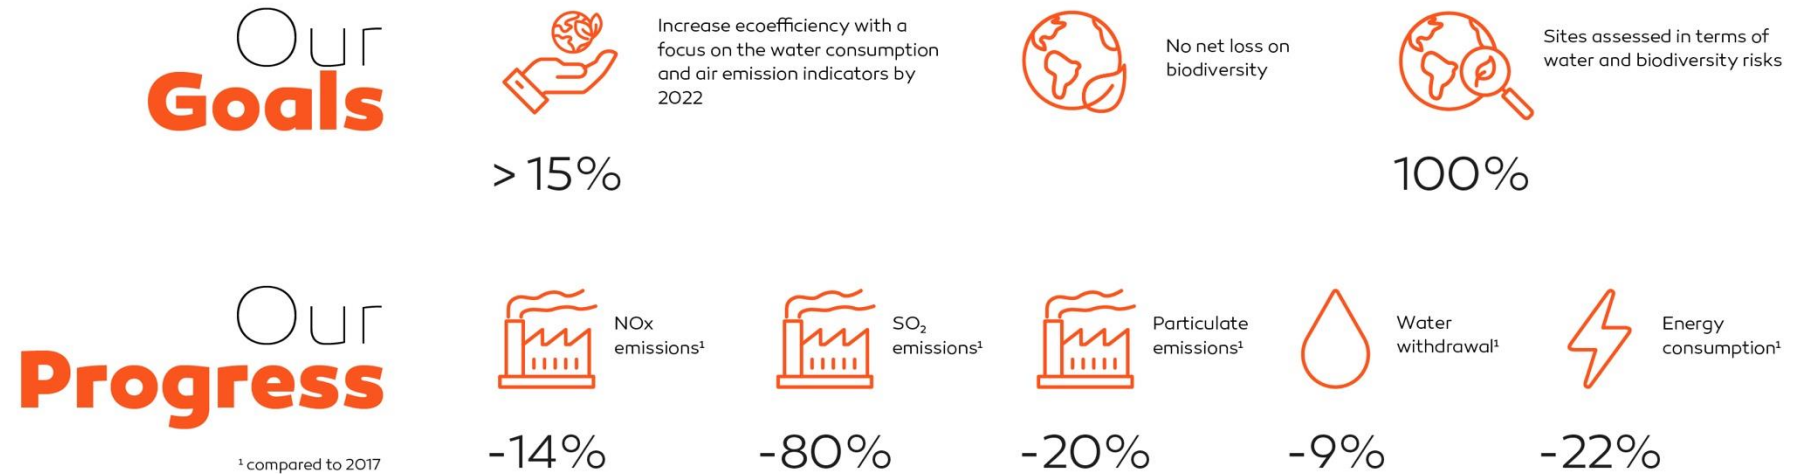 Our
Goals
Increase ecoefficiency with a
focus on the water consumption
and air emission indicators by
2022
> 15%
No net loss on
biodiversity
Sites assessed in terms of
water and biodiversity risks
100%
Our
Progress
¹ compared to 2017
NOx
emissions¹
-14%
SO₂
emissions¹
-80%
Particulate
emissions¹
-20%
Water
withdrawal¹
-9%
Energy
consumption¹
-22%